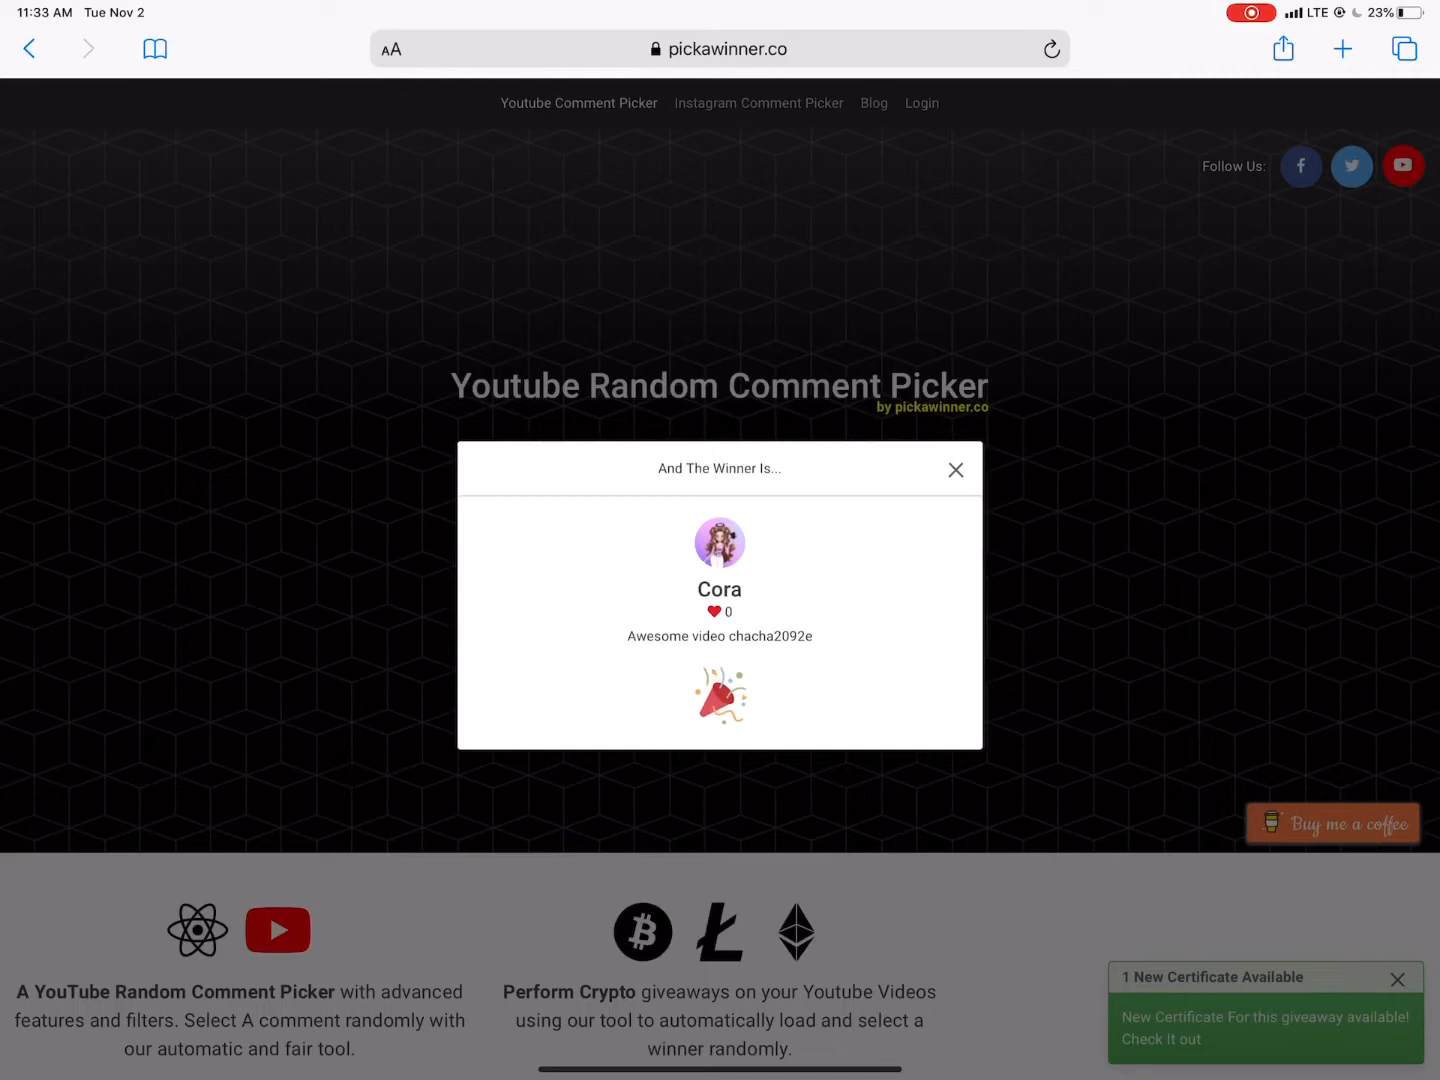 11:33 AM Tue Nov 2
LTE 23%
AA pickawinner.co
Youtube Comment Picker Instagram Comment Picker Blog Login
Follow Us:
Youtube Random Comment Picker
by pickawinner.co
And The Winner Is...
Cora
0
Awesome video chacha2092e
Buy me a coffee
A YouTube Random Comment Picker with advanced
features and filters. Select A comment randomly with
our automatic and fair tool.
Perform Crypto giveaways on your Youtube Videos
using our tool to automatically load and select a
winner randomly.
1 New Certificate Available
New Certificate For this giveaway available!
Check It out